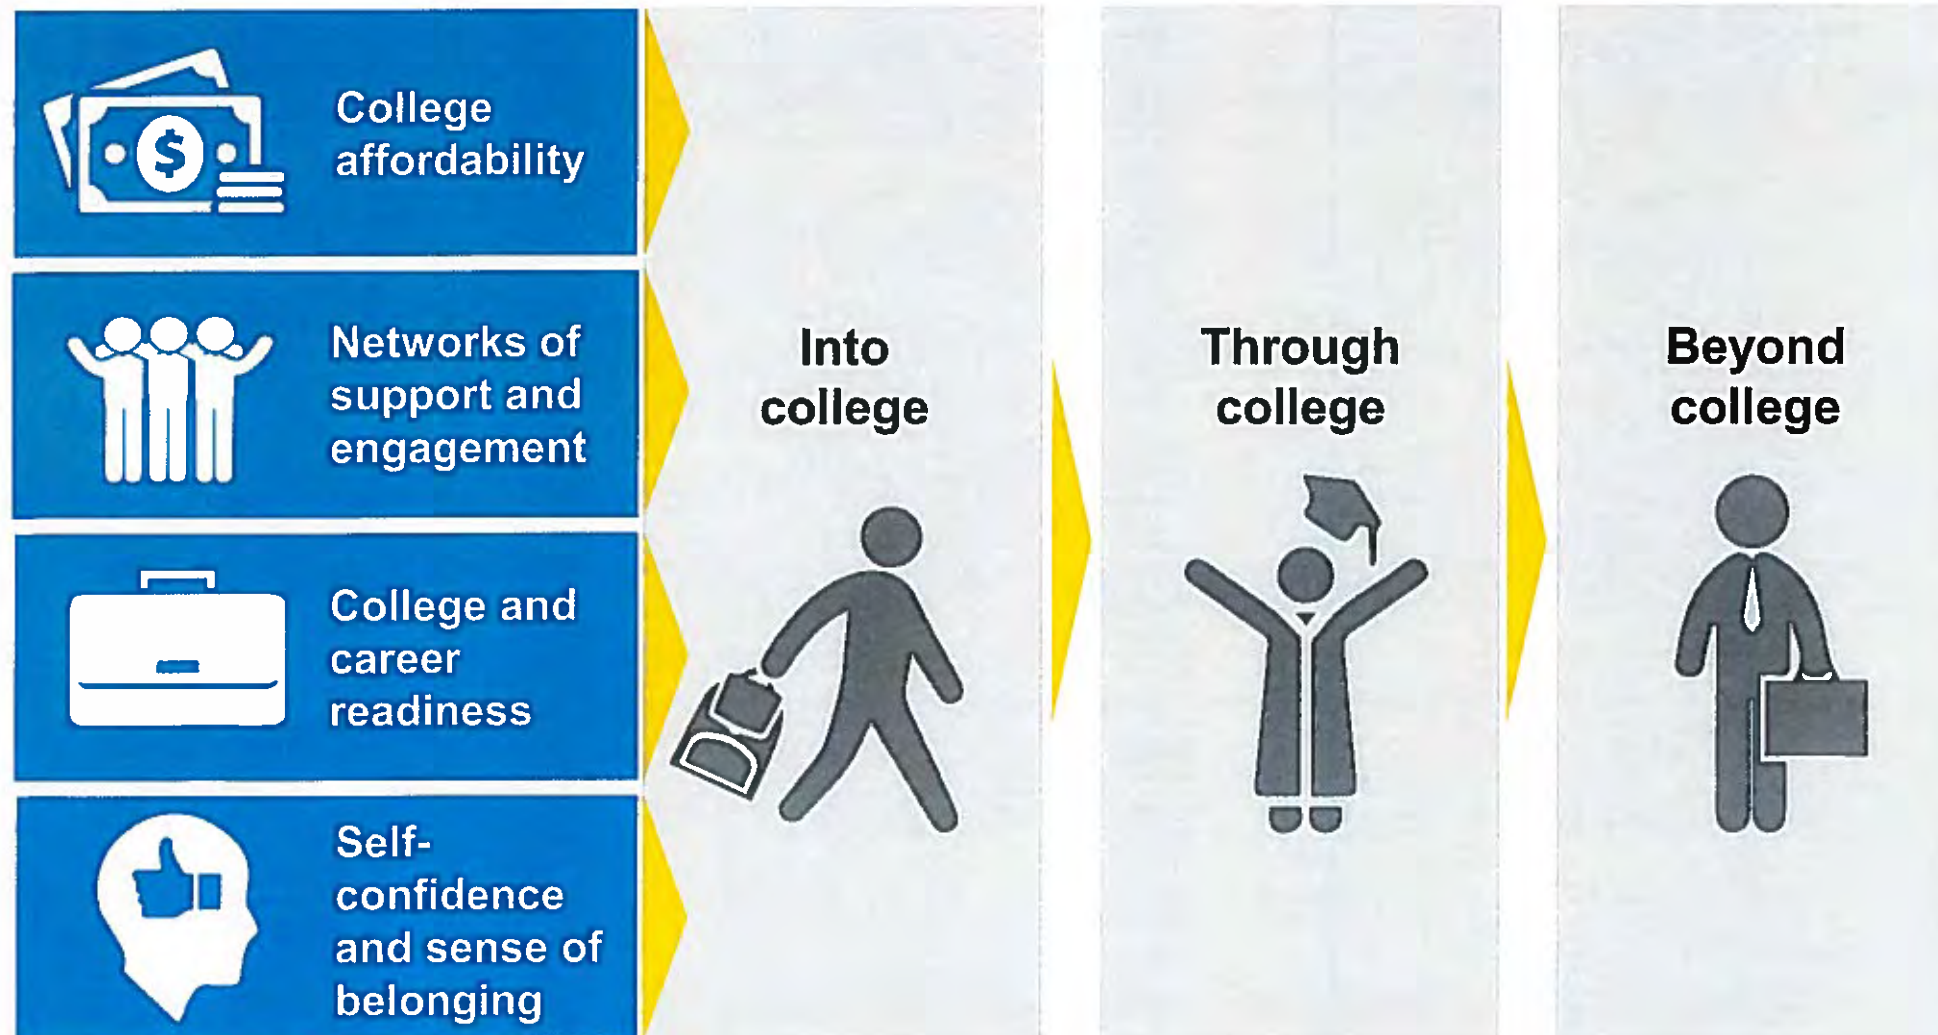 College
affordability
Networks of
support and
engagement
College and
career
readiness
Self-
confidence
and sense of
belonging
Into
college
Through
college
Beyond
college
$